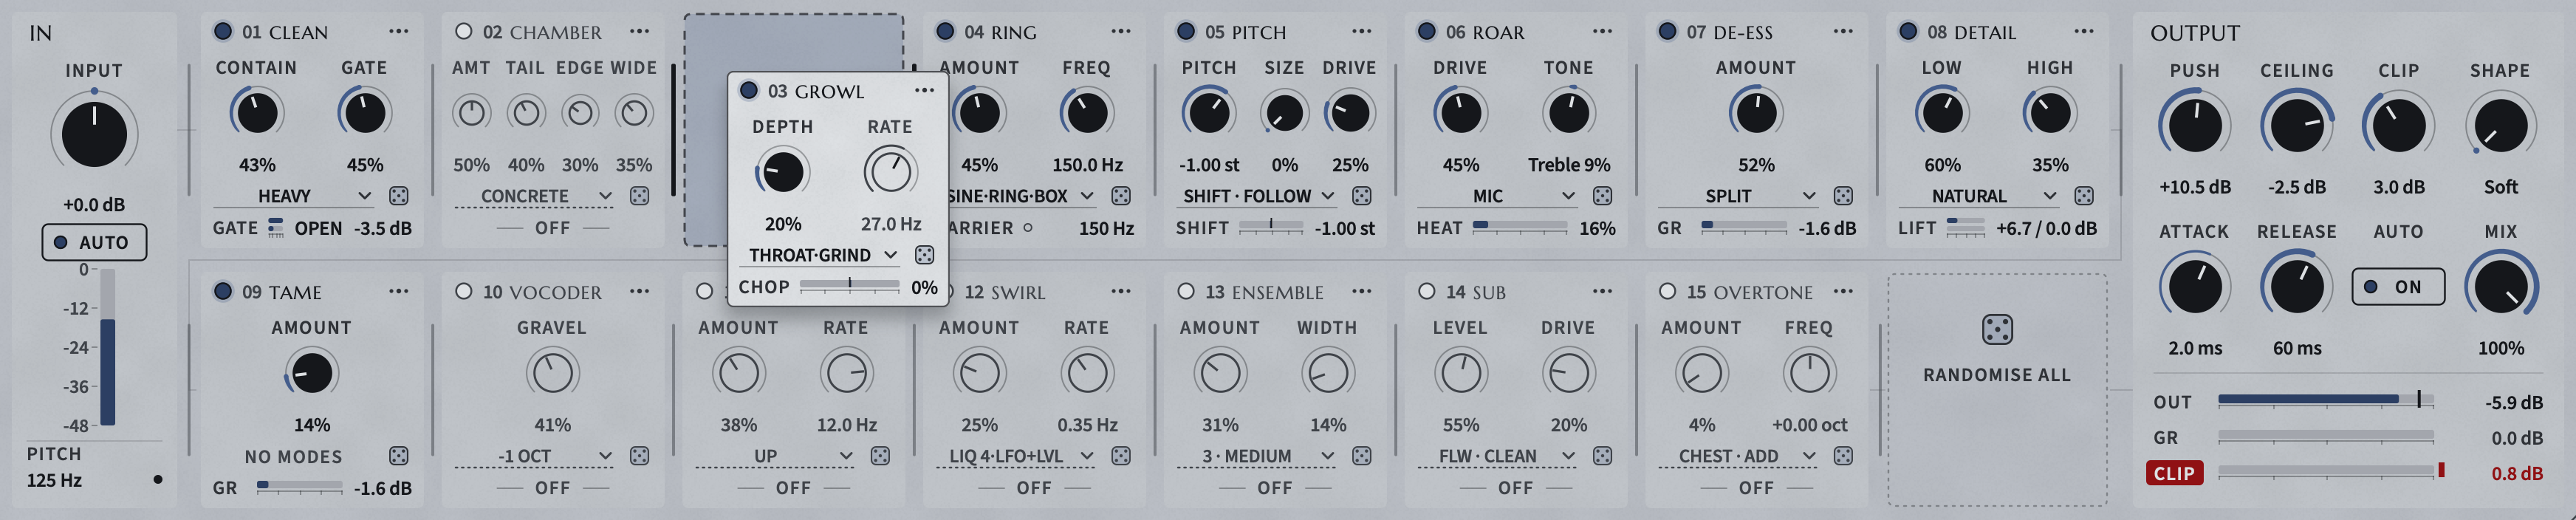 IN
INPUT
+0.0 dB
AUTO
0
-12
-24
-36
-48
PITCH
125 Hz
01 CLEAN
CONTAIN GATE
43% 45%
HEAVY
GATE OPEN -3.5 dB
02 CHAMBER
AMT TAIL EDGE WIDE
50% 40% 30% 35%
CONCRETE
OFF
03 GROWL
DEPTH RATE
20% 27.0 Hz
THROAT·GRIND
CHOP 0%
04 RING
AMOUNT FREQ
45% 150.0 Hz
SINE·RING·BOX
ARRIER 150 Hz
05 PITCH
PITCH SIZE DRIVE
-1.00 st 0% 25%
SHIFT · FOLLOW
SHIFT -1.00 st
06 ROAR
DRIVE TONE
45% Treble 9%
MIC
HEAT 16%
07 DE-ESS
AMOUNT
52%
SPLIT
GR -1.6 dB
08 DETAIL
LOW HIGH
60% 35%
NATURAL
LIFT +6.7 / 0.0 dB
09 TAME
AMOUNT
14%
NO MODES
GR -1.6 dB
10 VOCODER
GRAVEL
41%
-1 OCT
OFF
AMOUNT RATE
38% 12.0 Hz
UP
OFF
12 SWIRL
AMOUNT RATE
25% 0.35 Hz
LIQ 4·LFO+LVL
OFF
13 ENSEMBLE
AMOUNT WIDTH
31% 14%
3 · MEDIUM
OFF
14 SUB
LEVEL DRIVE
55% 20%
FLW · CLEAN
OFF
15 OVERTONE
AMOUNT FREQ
4% +0.00 oct
CHEST · ADD
OFF
RANDOMISE ALL
OUTPUT
PUSH CEILING CLIP SHAPE
+10.5 dB -2.5 dB 3.0 dB Soft
ATTACK RELEASE AUTO MIX
ON
2.0 ms 60 ms 100%
OUT -5.9 dB
GR 0.0 dB
CLIP 0.8 dB